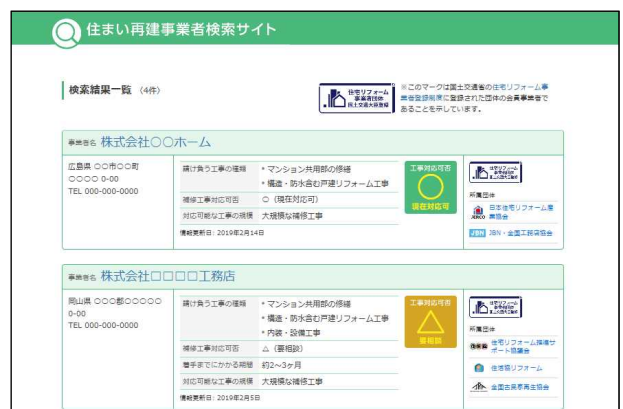 住まい再建事業者検索サイト
検索結果一覧 （4件）
住宅リフォーム
事業者団体
国土交通大臣登録
※このマークは国土交通省の住宅リフォーム事
業者登録制度に登録された団体の会員事業者で
あることを示しています。
事業者名 株式会社○○ホーム
広島県 ○○市○○町
○○○○ 0-00
TEL 000-000-0000
請け負う工事の種類
• マンション共用部の修繕
• 構造・防水含む戸建リフォーム工事
補修工事対応可否 ○（現在対応可）
対応可能な工事の規模 大規模な補修工事
情報更新日: 2019年2月14日
工事対応可否
現在対応可
所属団体
JERCO 日本住宅リフォーム産
業協会
JBN JBN・全国工務店協会
事業者名 株式会社□□□□工務店
岡山県 ○○○郡○○○○○
0-00
TEL 000-000-0000
請け負う工事の種類
• マンション共用部の修繕
• 構造・防水含む戸建リフォーム工事
• 内装・設備工事
補修工事対応可否 △（要相談）
着手までにかかる期間 約2〜3ヶ月
対応可能な工事の規模 大規模な補修工事
情報更新日: 2019年2月5日
工事対応可否
要相談
所属団体
住宅リフォーム推進サ
ポート協議会
住活協リフォーム
全国古民家再生協会